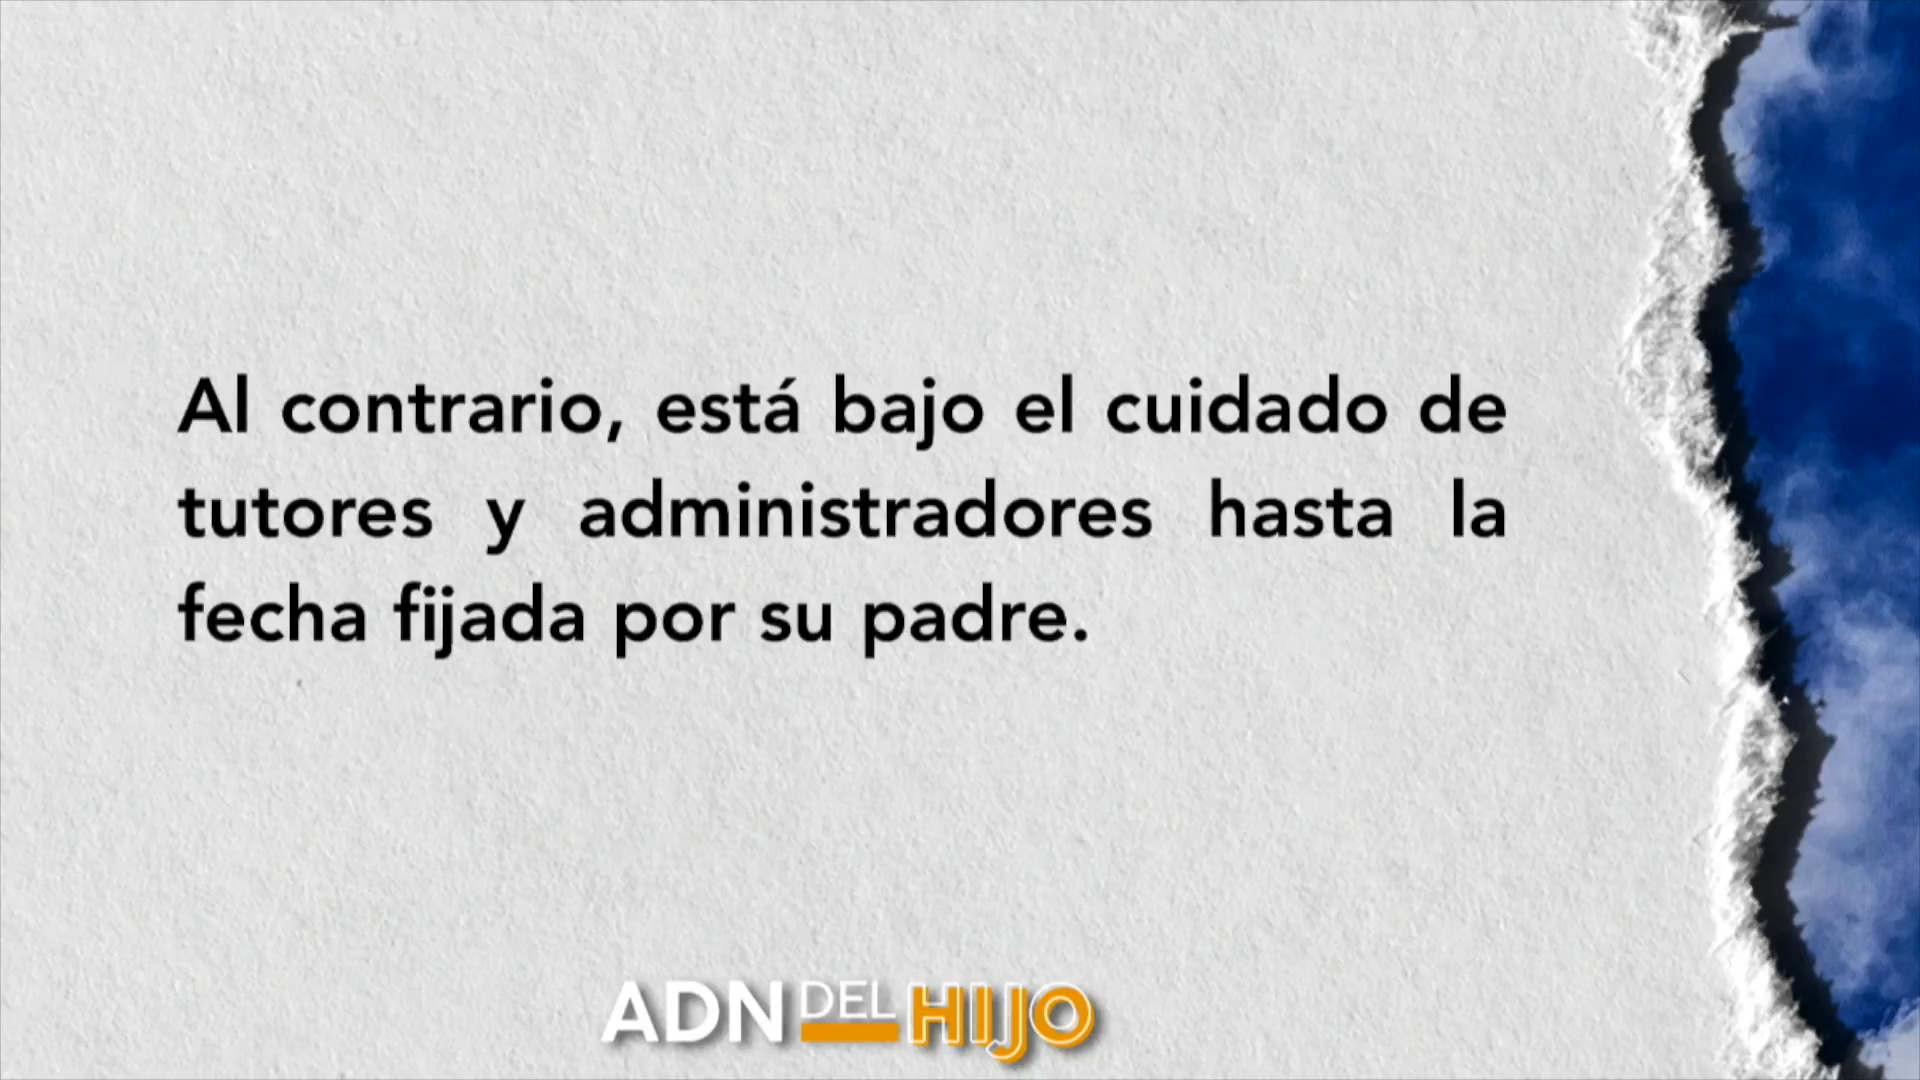 Al contrario, está bajo el cuidado de
tutores y administradores hasta la
fecha fijada por su padre.
ADN DEL HIJO